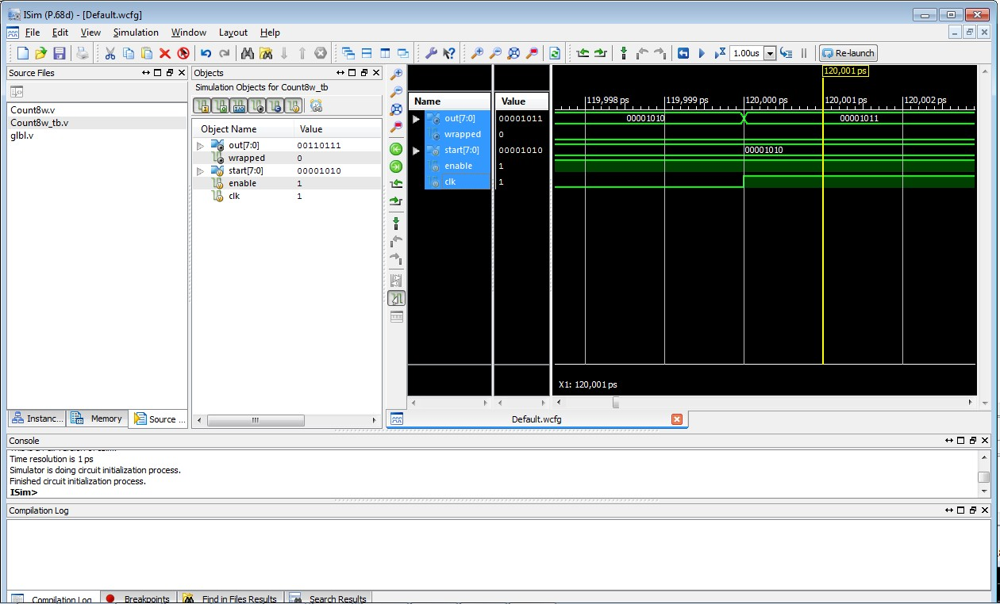 ISim (P.68d) - [Default.wcfg]
File Edit View Simulation Window Layout Help
1.00us Re-launch
Source Files
Count8w.v
Count8w_tb.v
glbl.v
Instanc... Memory Source ...
Objects
Simulation Objects for Count8w_tb
Object Name Value
out[7:0] 00110111
wrapped 0
start[7:0] 00001010
enable 1
clk 1
120,001 ps
Name Value
119,998 ps 119,999 ps 120,000 ps 120,001 ps 120,002 ps
out[7:0] 00001011 00001010 00001011
wrapped 0
start[7:0] 00001010 00001010
enable 1
clk 1
X1: 120,001 ps
Default.wcfg
Console
Time resolution is 1 ps
Simulator is doing circuit initialization process.
Finished circuit initialization process.
ISim>
Compilation Log
Compilation Log Breakpoints Find in Files Results Search Results